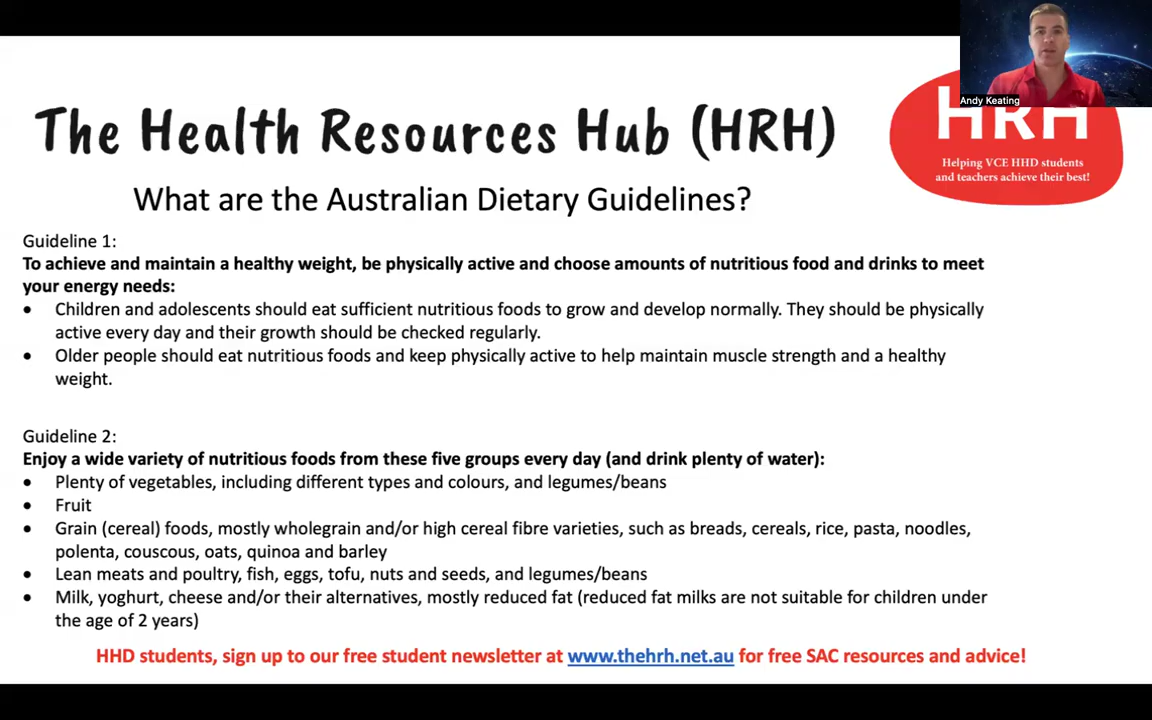 Andy Keating
HRH
Helping VCE HHD students
and teachers achieve their best!
The Health Resources Hub (HRH)
What are the Australian Dietary Guidelines?
Guideline 1:
To achieve and maintain a healthy weight, be physically active and choose amounts of nutritious food and drinks to meet
your energy needs:
• Children and adolescents should eat sufficient nutritious foods to grow and develop normally. They should be physically
active every day and their growth should be checked regularly.
• Older people should eat nutritious foods and keep physically active to help maintain muscle strength and a healthy
weight.
Guideline 2:
Enjoy a wide variety of nutritious foods from these five groups every day (and drink plenty of water):
• Plenty of vegetables, including different types and colours, and legumes/beans
• Fruit
• Grain (cereal) foods, mostly wholegrain and/or high cereal fibre varieties, such as breads, cereals, rice, pasta, noodles,
polenta, couscous, oats, quinoa and barley
• Lean meats and poultry, fish, eggs, tofu, nuts and seeds, and legumes/beans
• Milk, yoghurt, cheese and/or their alternatives, mostly reduced fat (reduced fat milks are not suitable for children under
the age of 2 years)
HHD students, sign up to our free student newsletter at www.thehrh.net.au for free SAC resources and advice!